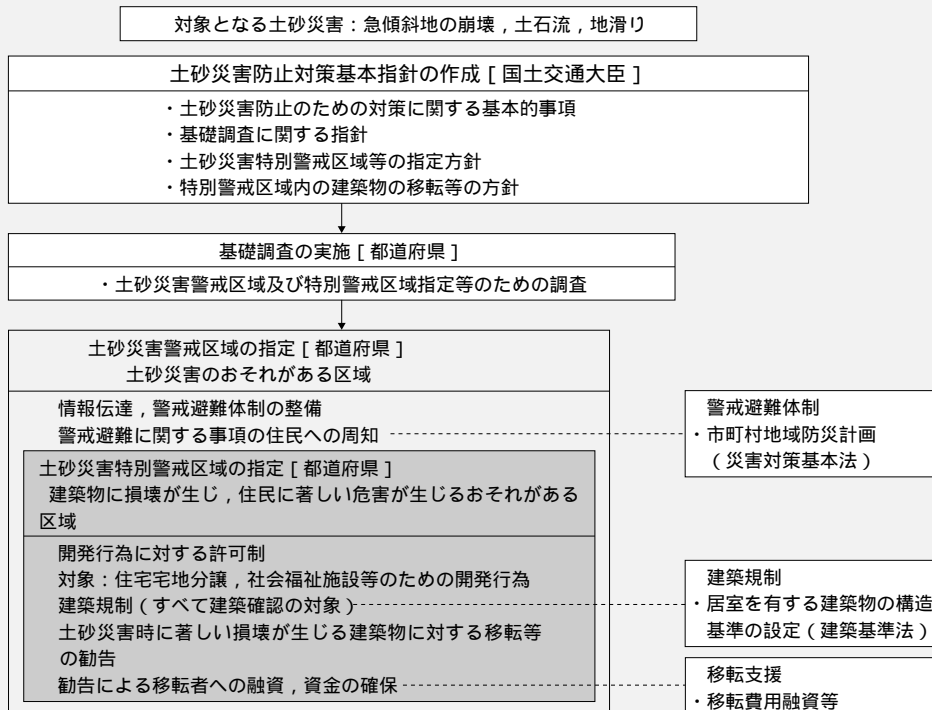 対象となる土砂災害：急傾斜地の崩壊，土石流，地滑り
土砂災害防止対策基本指針の作成［国土交通大臣］
・土砂災害防止のための対策に関する基本的事項
・基礎調査に関する指針
・土砂災害特別警戒区域等の指定方針
・特別警戒区域内の建築物の移転等の方針
基礎調査の実施［都道府県］
・土砂災害警戒区域及び特別警戒区域指定等のための調査
土砂災害警戒区域の指定［都道府県］
土砂災害のおそれがある区域
情報伝達，警戒避難体制の整備
警戒避難に関する事項の住民への周知
警戒避難体制
・市町村地域防災計画
（災害対策基本法）
土砂災害特別警戒区域の指定［都道府県］
建築物に損壊が生じ，住民に著しい危害が生じるおそれがある
区域
開発行為に対する許可制
対象：住宅宅地分譲，社会福祉施設等のための開発行為
建築規制（すべて建築確認の対象）
土砂災害時に著しい損壊が生じる建築物に対する移転等
の勧告
勧告による移転者への融資，資金の確保
建築規制
・居室を有する建築物の構造
基準の設定（建築基準法）
移転支援
・移転費用融資等